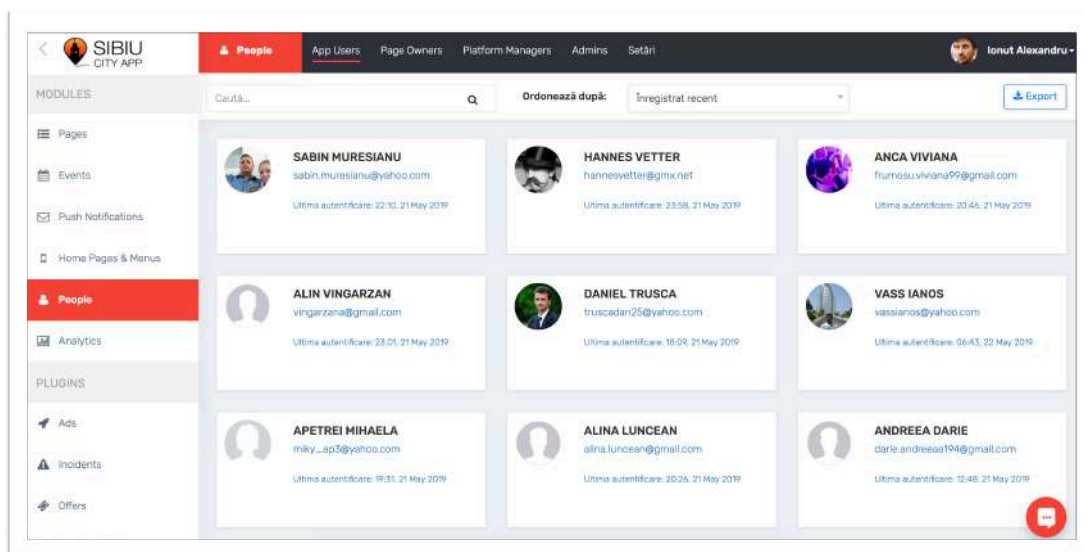 SIBIU
CITY APP
People
App Users
Page Owners
Platform Managers
Admins
Setări
Ionut Alexandru
MODULES
Caută...
Ordonează după:
Înregistrat recent
Export
Pages
Events
Push Notifications
Home Pages & Menus
People
Analytics
PLUGINS
Ads
Incidents
Offers
SABIN MURESIANU
sabin.muresianu@yahoo.com
Ultima autentificare: 22:10, 21 May 2019
HANNES VETTER
hannesvetter@gmx.net
Ultima autentificare: 23:58, 21 May 2019
ANCA VIVIANA
frumosu.viviana99@gmail.com
Ultima autentificare: 20:46, 21 May 2019
ALIN VINGARZAN
vingarzana@gmail.com
Ultima autentificare: 23:01, 21 May 2019
DANIEL TRUSCA
truscadan25@yahoo.com
Ultima autentificare: 18:09, 21 May 2019
VASS IANOS
vassianos@yahoo.com
Ultima autentificare: 06:43, 22 May 2019
APETREI MIHAELA
miky_ap3@yahoo.com
Ultima autentificare: 19:31, 21 May 2019
ALINA LUNCEAN
alina.luncean@gmail.com
Ultima autentificare: 20:26, 21 May 2019
ANDREEA DARIE
darie.andreeaa194@gmail.com
Ultima autentificare: 12:48, 21 May 2019